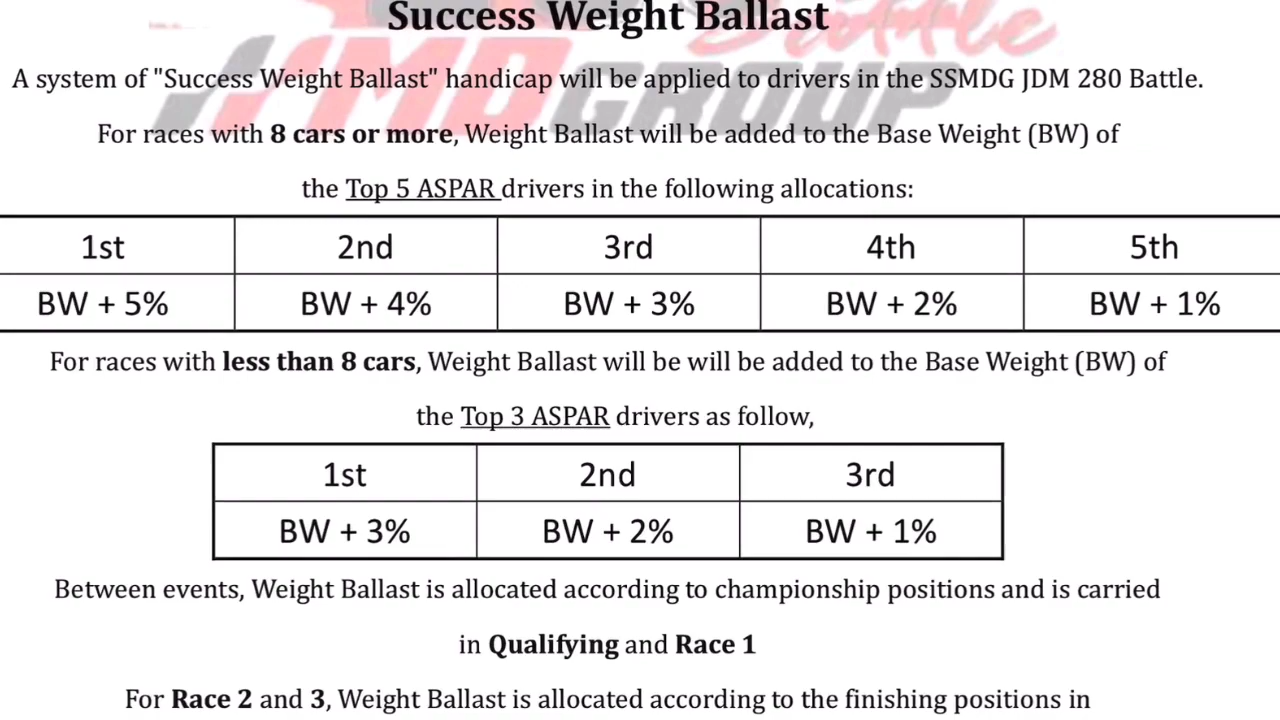 Success Weight Ballast
Battle
HMDGROUP
A system of "Success Weight Ballast" handicap will be applied to drivers in the SSMDG JDM 280 Battle.
For races with 8 cars or more, Weight Ballast will be added to the Base Weight (BW) of
the Top 5 ASPAR drivers in the following allocations:
1st 2nd 3rd 4th 5th
BW + 5% BW + 4% BW + 3% BW + 2% BW + 1%
For races with less than 8 cars, Weight Ballast will be will be added to the Base Weight (BW) of
the Top 3 ASPAR drivers as follow,
1st 2nd 3rd
BW + 3% BW + 2% BW + 1%
Between events, Weight Ballast is allocated according to championship positions and is carried
in Qualifying and Race 1
For Race 2 and 3, Weight Ballast is allocated according to the finishing positions in